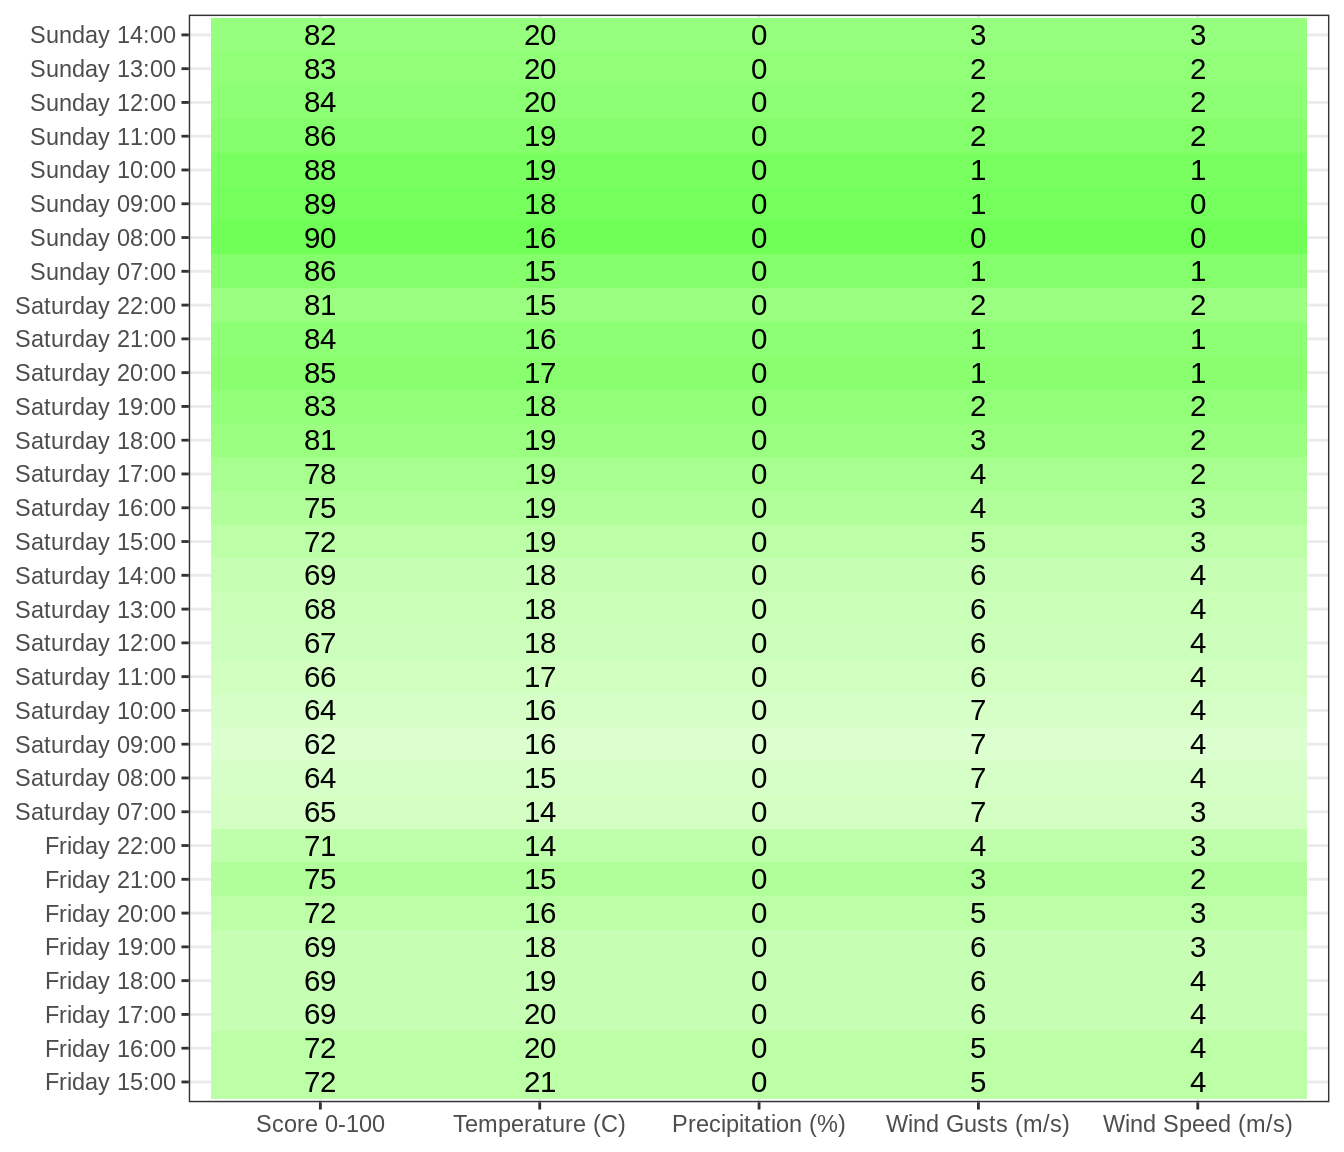 Sunday 14:00 82 20 0 3 3
Sunday 13:00 83 20 0 2 2
Sunday 12:00 84 20 0 2 2
Sunday 11:00 86 19 0 2 2
Sunday 10:00 88 19 0 1 1
Sunday 09:00 89 18 0 1 0
Sunday 08:00 90 16 0 0 0
Sunday 07:00 86 15 0 1 1
Saturday 22:00 81 15 0 2 2
Saturday 21:00 84 16 0 1 1
Saturday 20:00 85 17 0 1 1
Saturday 19:00 83 18 0 2 2
Saturday 18:00 81 19 0 3 2
Saturday 17:00 78 19 0 4 2
Saturday 16:00 75 19 0 4 3
Saturday 15:00 72 19 0 5 3
Saturday 14:00 69 18 0 6 4
Saturday 13:00 68 18 0 6 4
Saturday 12:00 67 18 0 6 4
Saturday 11:00 66 17 0 6 4
Saturday 10:00 64 16 0 7 4
Saturday 09:00 62 16 0 7 4
Saturday 08:00 64 15 0 7 4
Saturday 07:00 65 14 0 7 3
Friday 22:00 71 14 0 4 3
Friday 21:00 75 15 0 3 2
Friday 20:00 72 16 0 5 3
Friday 19:00 69 18 0 6 3
Friday 18:00 69 19 0 6 4
Friday 17:00 69 20 0 6 4
Friday 16:00 72 20 0 5 4
Friday 15:00 72 21 0 5 4
Score 0-100 Temperature (C) Precipitation (%) Wind Gusts (m/s) Wind Speed (m/s)